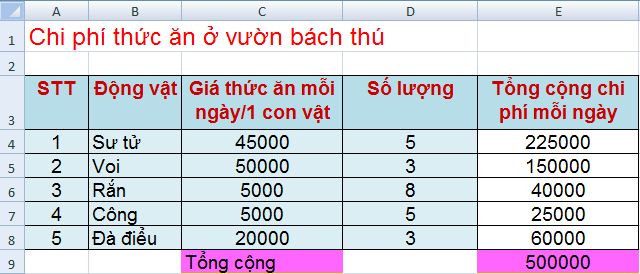 A B C D E
1 Chi phí thức ăn ở vườn bách thú
2
3 STT Động vật Giá thức ăn mỗi ngày/1 con vật Số lượng Tổng cộng chi phí mỗi ngày
4 1 Sư tử 45000 5 225000
5 2 Voi 50000 3 150000
6 3 Rắn 5000 8 40000
7 4 Công 5000 5 25000
8 5 Đà điểu 20000 3 60000
9 Tổng cộng 500000